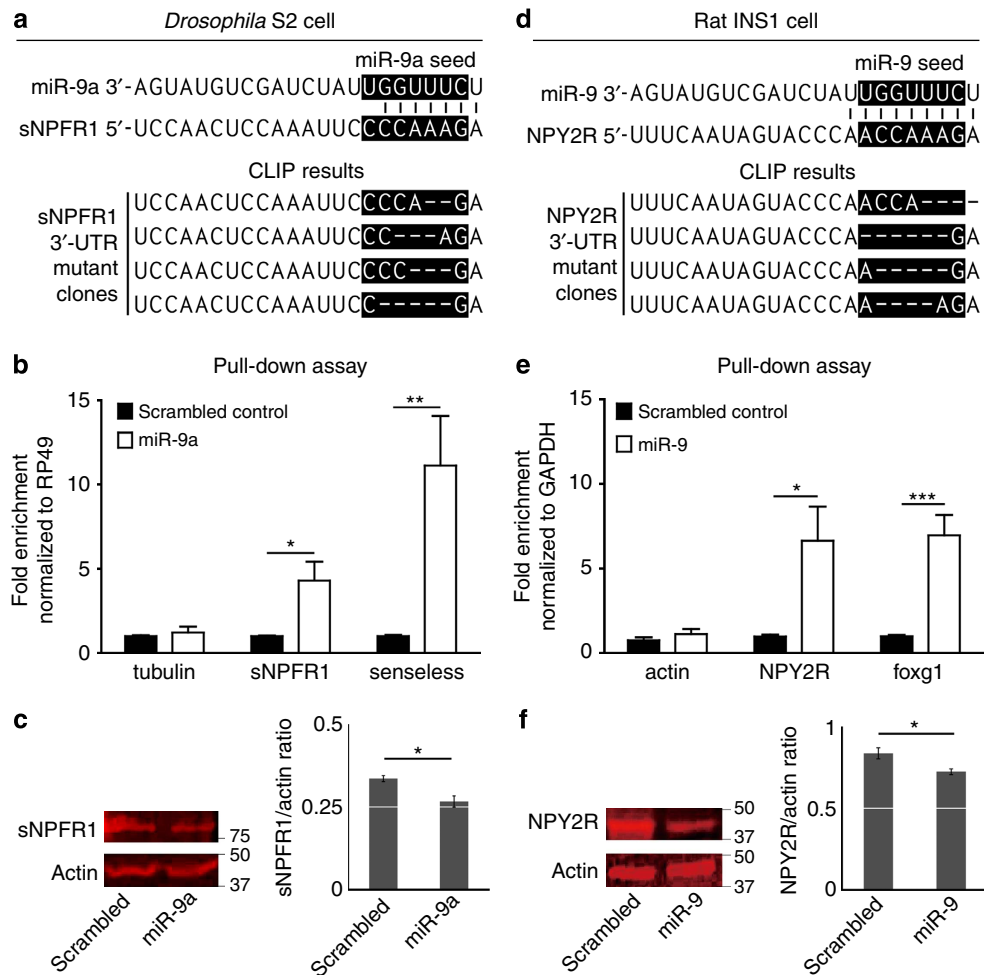 a
Drosophila S2 cell
miR-9a seed
miR-9a 3′-AGUAUGUCGAUCUAUUGGUUUCU
sNPFR1 5′-UCCAACUCCAAAUUCCCCAAAGA
CLIP results
sNPFR1
3′-UTR
mutant
clones
UCCAACUCCAAAUUCCCCA--GA
UCCAACUCCAAAUUCCC---AGA
UCCAACUCCAAAUUCCCC---GA
UCCAACUCCAAAUUCC-----GA
d
Rat INS1 cell
miR-9 seed
miR-9 3′-AGUAUGUCGAUCUAUUGGUUUCU
NPY2R 5′-UUUCAAUAGUACCCAACCAAAGA
CLIP results
NPY2R
3′-UTR
mutant
clones
UUUCAAUAGUACCCAACCA----
UUUCAAUAGUACCCA------GA
UUUCAAUAGUACCCAA-----GA
UUUCAAUAGUACCCAA----AGA
b
Pull-down assay
Fold enrichment
normalized to RP49
20
15
10
5
0
Scrambled control
miR-9a
*
**
tubulin
sNPFR1
senseless
e
Pull-down assay
Fold enrichment
normalized to GAPDH
15
10
5
0
Scrambled control
miR-9
*
***
actin
NPY2R
foxg1
c
sNPFR1
75
Actin
50
37
Scrambled
miR-9a
sNPFR1/actin ratio
0.5
0.25
0
*
Scrambled
miR-9a
f
NPY2R
50
37
Actin
50
37
Scrambled
miR-9
NPY2R/actin ratio
1
0.5
0
*
Scrambled
miR-9